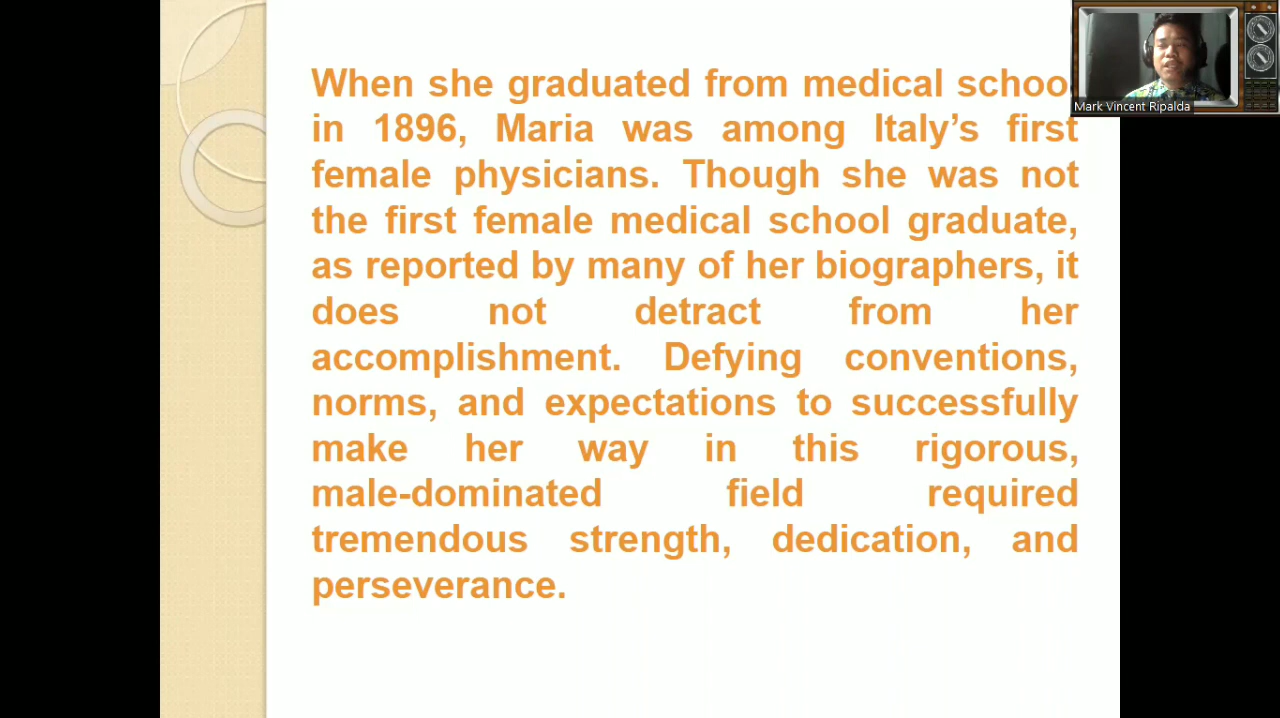 When she graduated from medical school
in 1896, Maria was among Italy’s first
female physicians. Though she was not
the first female medical school graduate,
as reported by many of her biographers, it
does not detract from her
accomplishment. Defying conventions,
norms, and expectations to successfully
make her way in this rigorous,
male-dominated field required
tremendous strength, dedication, and
perseverance.
Mark Vincent Ripalda